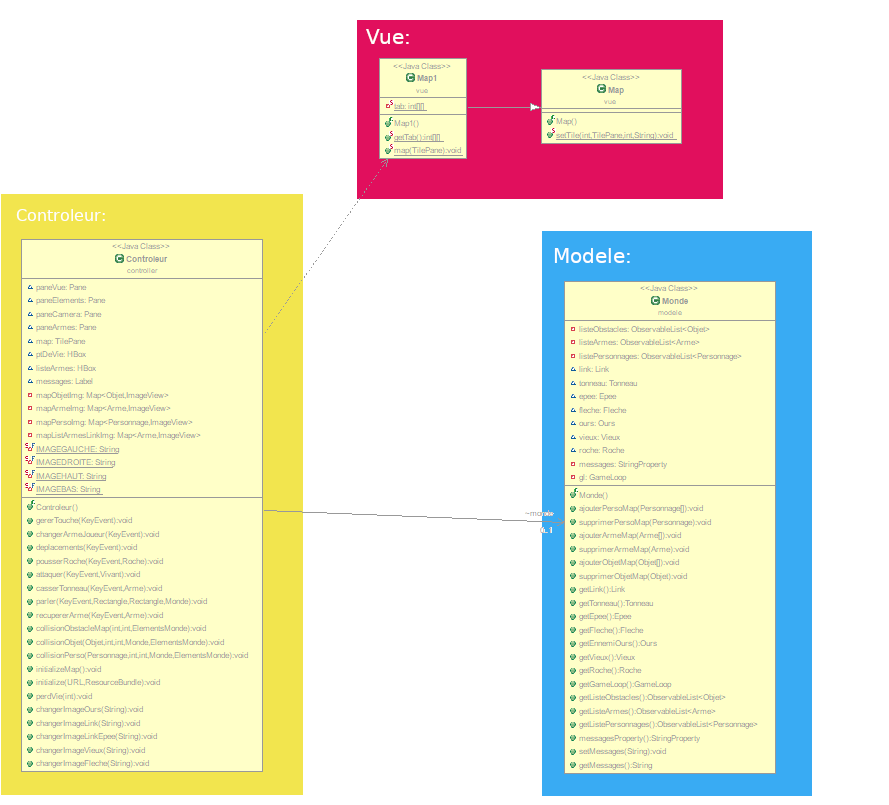 Vue:
<<Java Class>>
Map1
vue
tab: int[][]
Map1()
getTab():int[][]
map(TilePane):void
<<Java Class>>
Map
vue
Map()
setTile(int,TilePane,int,String):void
Controleur:
<<Java Class>>
Controleur
controller
paneVue: Pane
paneElements: Pane
paneCamera: Pane
paneArmes: Pane
map: TilePane
ptDeVie: HBox
listeArmes: HBox
messages: Label
mapObjetImg: Map<Objet,ImageView>
mapArmeImg: Map<Arme,ImageView>
mapPersoImg: Map<Personnage,ImageView>
mapListArmesLinkImg: Map<Arme,ImageView>
IMAGEGAUCHE: String
IMAGEDROITE: String
IMAGEHAUT: String
IMAGEBAS: String
Controleur()
gererTouche(KeyEvent):void
changerArmeJoueur(KeyEvent):void
deplacements(KeyEvent):void
pousserRoche(KeyEvent,Roche):void
attaquer(KeyEvent,Vivant):void
casserTonneau(KeyEvent,Arme):void
parler(KeyEvent,Rectangle,Rectangle,Monde):void
recupererArme(KeyEvent,Arme):void
collisionObstacleMap(int,int,ElementsMonde):void
collisionObjet(Objet,int,int,Monde,ElementsMonde):void
collisionPerso(Personnage,int,int,Monde,ElementsMonde):void
initializeMap():void
initialize(URL,ResourceBundle):void
perdVie(int):void
changerImageOurs(String):void
changerImageLink(String):void
changerImageLinkEpee(String):void
changerImageVieux(String):void
changerImageFleche(String):void
~monde
0..1
Modele:
<<Java Class>>
Monde
modele
listeObstacles: ObservableList<Objet>
listeArmes: ObservableList<Arme>
listePersonnages: ObservableList<Personnage>
link: Link
tonneau: Tonneau
epee: Epee
fleche: Fleche
ours: Ours
vieux: Vieux
roche: Roche
messages: StringProperty
gl: GameLoop
Monde()
ajouterPersoMap(Personnage[]):void
supprimerPersoMap(Personnage):void
ajouterArmeMap(Arme[]):void
supprimerArmeMap(Arme):void
ajouterObjetMap(Objet[]):void
supprimerObjetMap(Objet):void
getLink():Link
getTonneau():Tonneau
getEpee():Epee
getFleche():Fleche
getEnnemiOurs():Ours
getVieux():Vieux
getRoche():Roche
getGameLoop():GameLoop
getListeObstacles():ObservableList<Objet>
getListeArmes():ObservableList<Arme>
getListePersonnages():ObservableList<Personnage>
messagesProperty():StringProperty
setMessages(String):void
getMessages():String